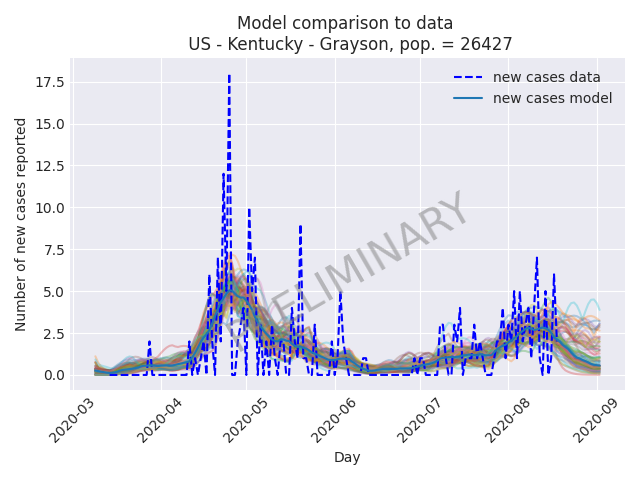 Model comparison to data
US - Kentucky - Grayson, pop. = 26427
new cases data
new cases model
PRELIMINARY
Number of new cases reported
17.5
15.0
12.5
10.0
7.5
5.0
2.5
0.0
2020-03
2020-04
2020-05
2020-06
2020-07
2020-08
2020-09
Day